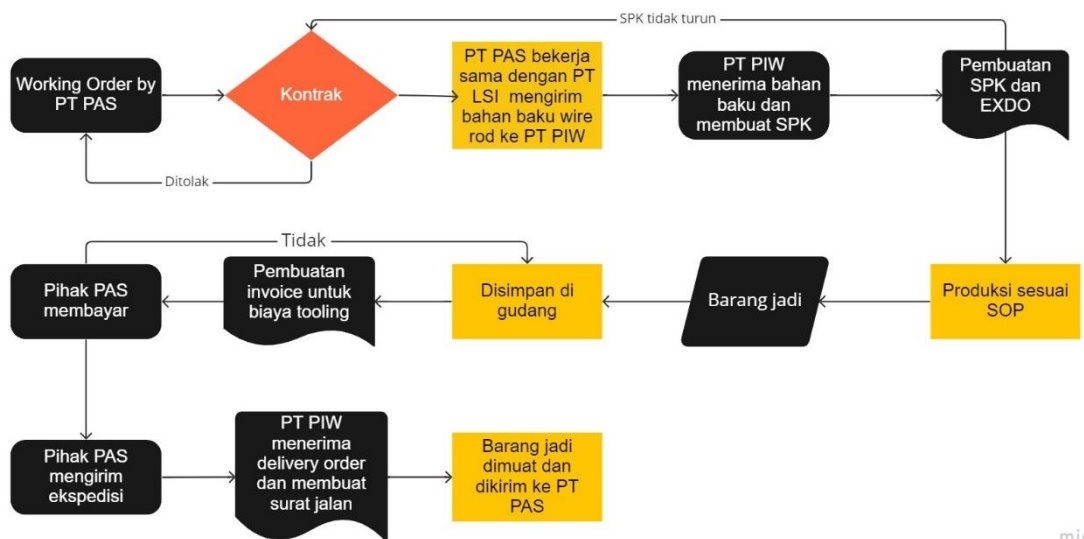 SPK tidak turun
Working Order by
PT PAS
Kontrak
PT PAS bekerja
sama dengan PT
LSI mengirim
bahan baku wire
rod ke PT PIW
PT PIW
menerima bahan
baku dan
membuat SPK
Pembuatan
SPK dan
EXDO
Ditolak
Tidak
Pihak PAS
membayar
Pembuatan
invoice untuk
biaya tooling
Disimpan di
gudang
Barang jadi
Produksi sesuai
SOP
Pihak PAS
mengirim
ekspedisi
PT PIW
menerima
delivery order
dan membuat
surat jalan
Barang jadi
dimuat dan
dikirim ke PT
PAS